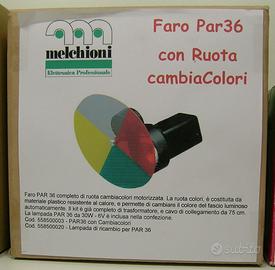 melchioni
Elettronica Professionale
Faro Par36
con Ruota
cambiaColori
Faro PAR 36 completo di ruota cambiacolori motorizzata. La ruota colori, è costituita da
materiale plastico resistente al calore, e permette di cambiare il colore del fascio luminoso
automaticamente. Il kit è già completo di trasformatore, e cavo di collegamento da 75 cm.
La lampada PAR 36 da 30W - 6V è inclusa nella confezione.
Cod. 558500003 - PAR36 con Cambiacolori
Cod. 558500020 - Lampada di ricambio per PAR 36
subito